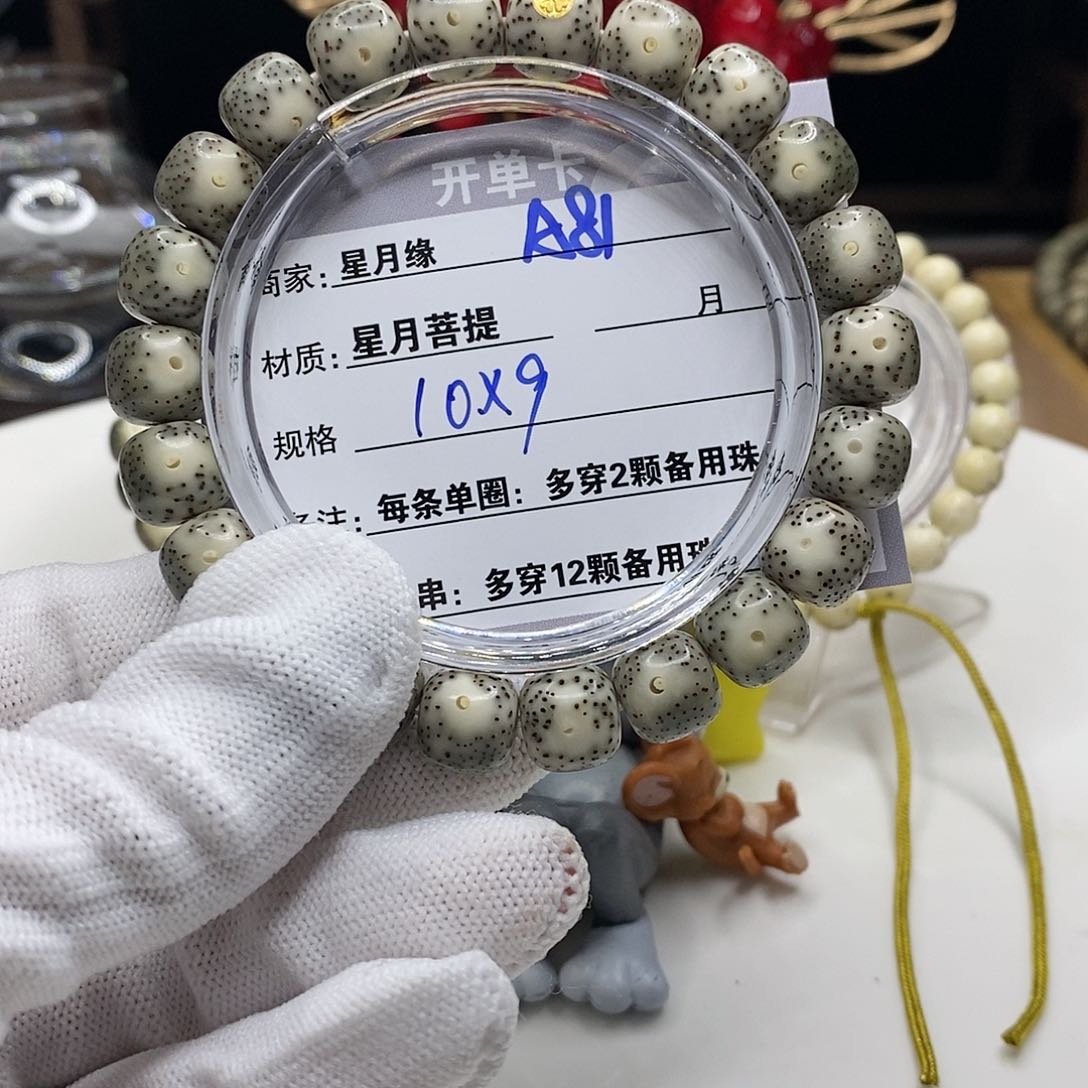 开单卡
A81
商家：星月缘
材质：星月菩提
月
规格 10X9
注：每条单圈：多穿2颗备用珠
串：多穿12颗备用珠